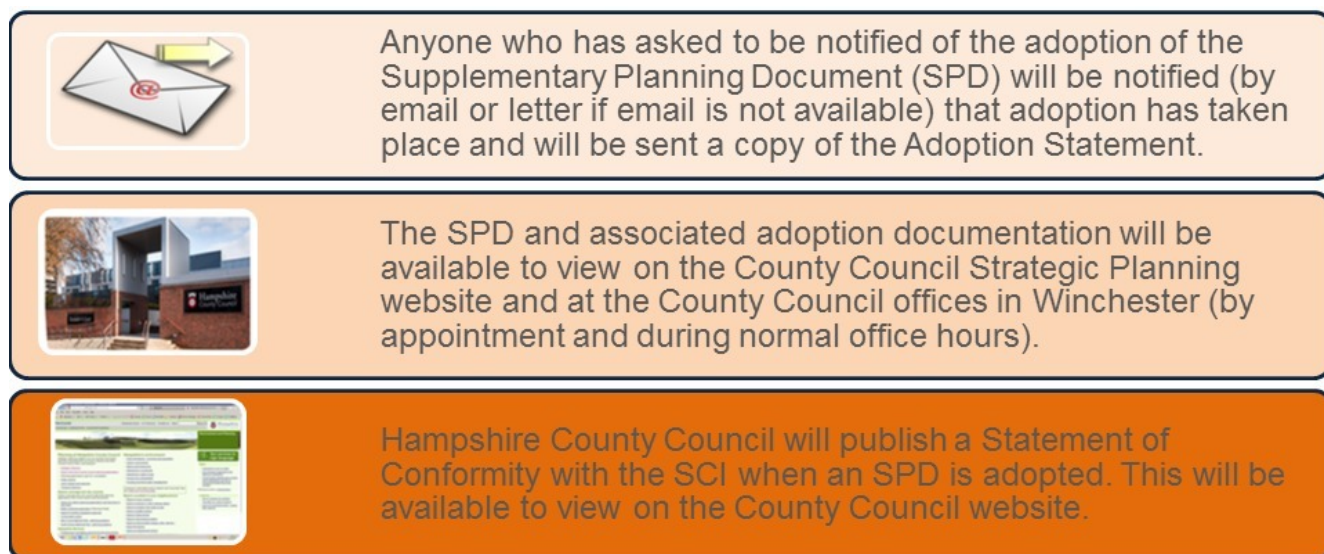 Anyone who has asked to be notified of the adoption of the
Supplementary Planning Document (SPD) will be notified (by
email or letter if email is not available) that adoption has taken
place and will be sent a copy of the Adoption Statement.
@
The SPD and associated adoption documentation will be
available to view on the County Council Strategic Planning
website and at the County Council offices in Winchester (by
appointment and during normal office hours).
Hampshire
County Council
Hampshire County Council will publish a Statement of
Conformity with the SCI when an SPD is adopted. This will be
available to view on the County Council website.